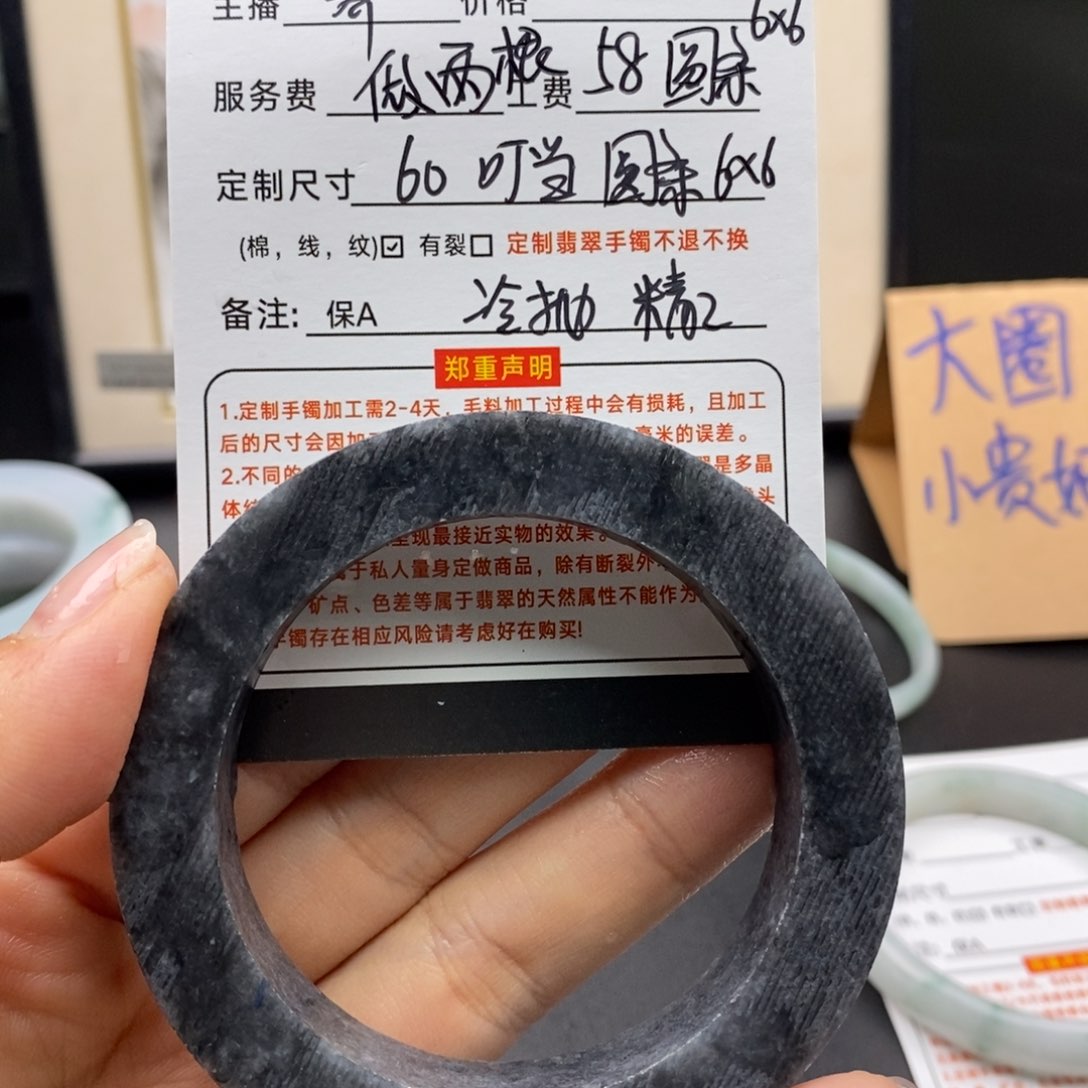 主播 价格 6x6
服务费 做两根 工费 58 圆条
定制尺寸 60 叮当 圆条 6x6
(棉，线，纹)☑ 有裂□ 定制翡翠手镯不退不换
备注: 保A 冷抛 精工
郑重声明
1.定制手镯加工需2-4天，毛料加工过程中会有损耗，且加工
后的尺寸会因加 毫米的误差。
2.不同的 是多晶
体
呈现最接近实物的效果。
于私人量身定做商品，除有断裂外
矿点、色差等属于翡翠的天然属性不能作为
手镯存在相应风险请考虑好在购买!
大圈
小贵妃